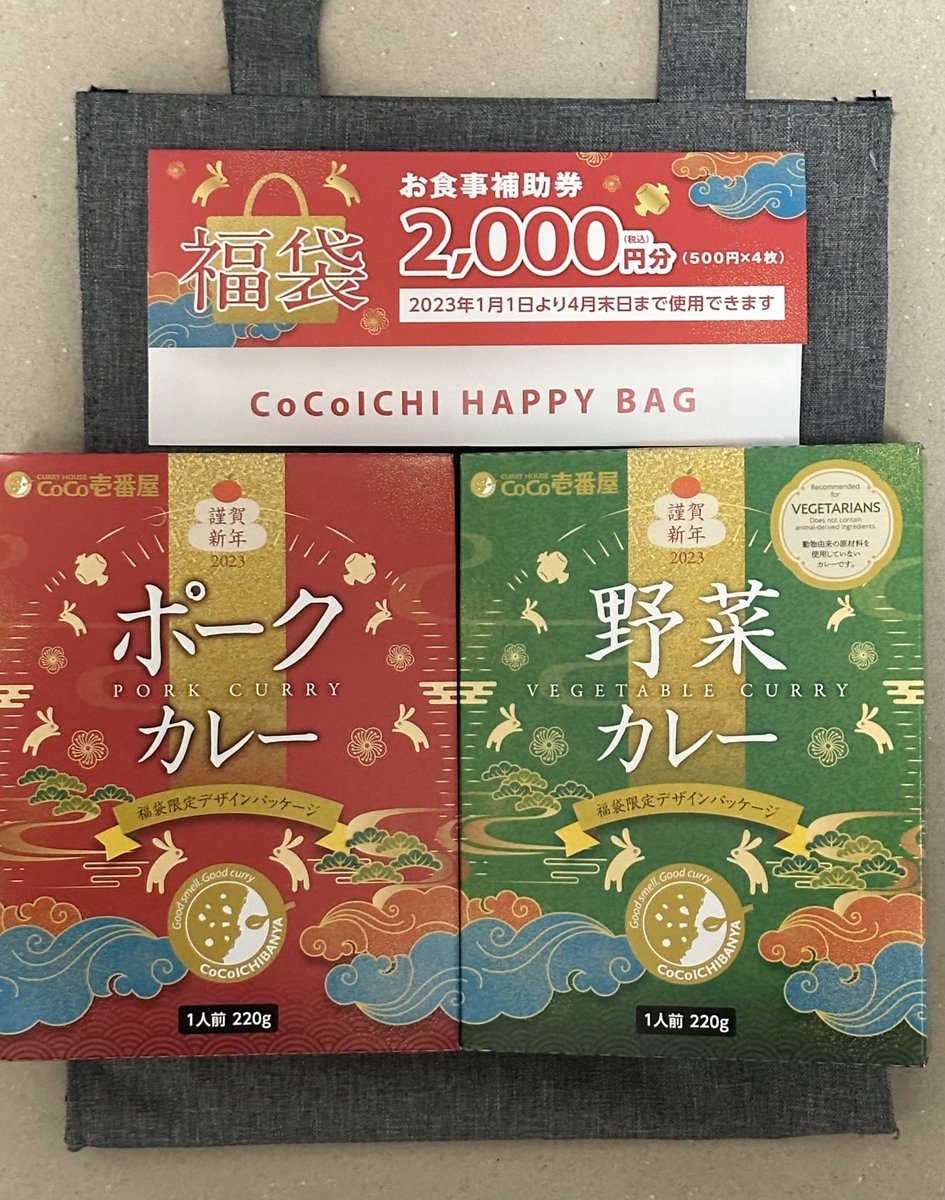 福袋
お食事補助券
2,000円分(税込)(500円×4枚)
2023年1月1日より4月末日まで使用できます
CoCoICHI HAPPY BAG
CURRY HOUSE
CoCo壱番屋
謹賀
新年
2023
ポーク
PORK CURRY
カレー
福袋限定デザインパッケージ
Good smell. Good curry
CoCoICHIBANYA
1人前 220g
CURRY HOUSE
CoCo壱番屋
謹賀
新年
2023
Recommended
for
VEGETARIANS
Does not contain
animal-derived ingredients.
動物由来の原材料を
使用していない
カレーです。
野菜
VEGETABLE CURRY
カレー
福袋限定デザインパッケージ
Good smell. Good curry
CoCoICHIBANYA
1人前 220g